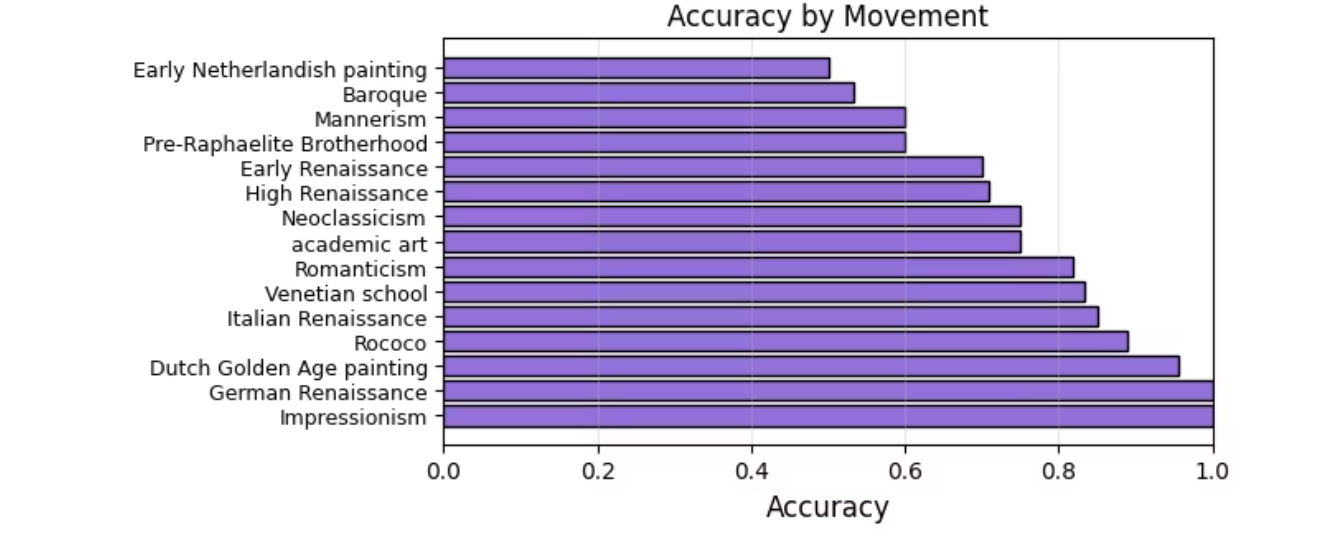 Accuracy by Movement
Early Netherlandish painting
Baroque
Mannerism
Pre-Raphaelite Brotherhood
Early Renaissance
High Renaissance
Neoclassicism
academic art
Romanticism
Venetian school
Italian Renaissance
Rococo
Dutch Golden Age painting
German Renaissance
Impressionism
0.0 0.2 0.4 0.6 0.8 1.0
Accuracy